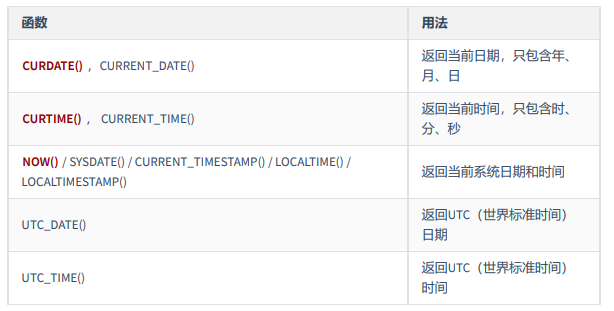 函数 用法
CURDATE() ，CURRENT_DATE() 返回当前日期，只包含年、
月、日
CURTIME() ， CURRENT_TIME() 返回当前时间，只包含时、
分、秒
NOW() / SYSDATE() / CURRENT_TIMESTAMP() / LOCALTIME() /
LOCALTIMESTAMP() 返回当前系统日期和时间
UTC_DATE() 返回UTC（世界标准时间）
日期
UTC_TIME() 返回UTC（世界标准时间）
时间